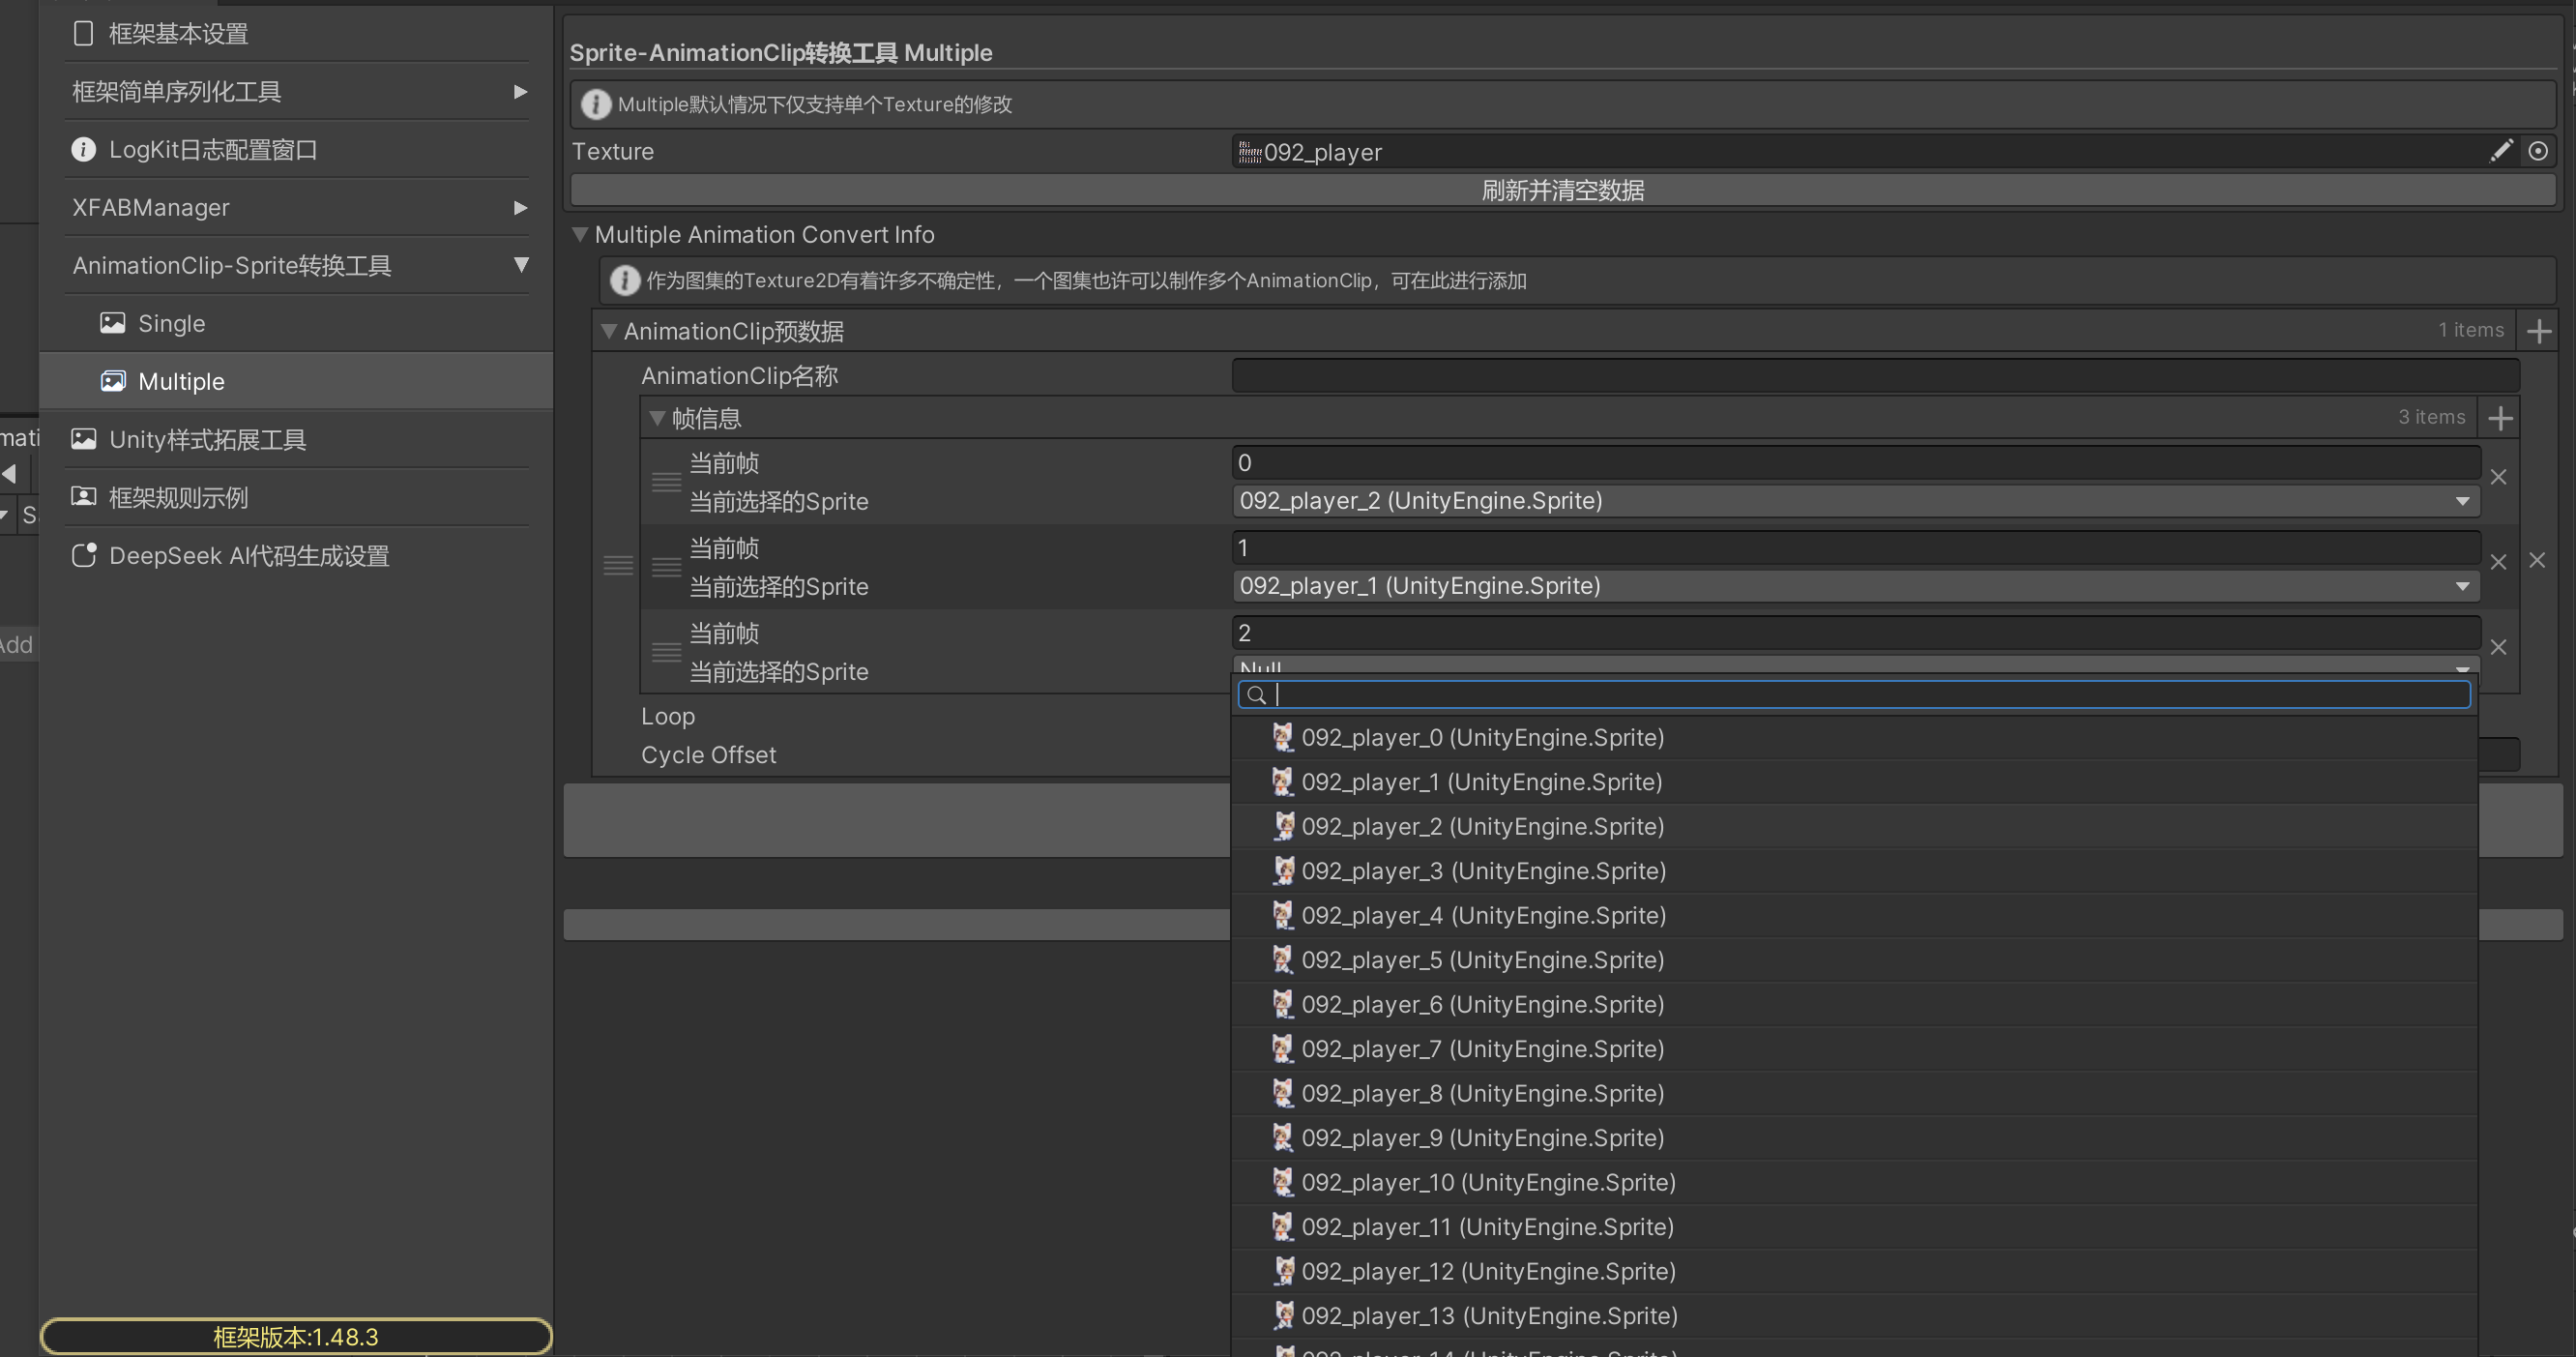 框架基本设置
框架简单序列化工具
LogKit日志配置窗口
XFABManager
AnimationClip-Sprite转换工具
Single
Multiple
Unity样式拓展工具
框架规则示例
DeepSeek AI代码生成设置
框架版本:1.48.3
Add
Sprite-AnimationClip转换工具 Multiple
Multiple默认情况下仅支持单个Texture的修改
Texture
092_player
刷新并清空数据
Multiple Animation Convert Info
作为图集的Texture2D有着许多不确定性，一个图集也许可以制作多个AnimationClip，可在此进行添加
AnimationClip预数据
1 items
AnimationClip名称
帧信息
3 items
当前帧
0
当前选择的Sprite
092_player_2 (UnityEngine.Sprite)
当前帧
1
当前选择的Sprite
092_player_1 (UnityEngine.Sprite)
当前帧
2
当前选择的Sprite
Null
Loop
Cycle Offset
092_player_0 (UnityEngine.Sprite)
092_player_1 (UnityEngine.Sprite)
092_player_2 (UnityEngine.Sprite)
092_player_3 (UnityEngine.Sprite)
092_player_4 (UnityEngine.Sprite)
092_player_5 (UnityEngine.Sprite)
092_player_6 (UnityEngine.Sprite)
092_player_7 (UnityEngine.Sprite)
092_player_8 (UnityEngine.Sprite)
092_player_9 (UnityEngine.Sprite)
092_player_10 (UnityEngine.Sprite)
092_player_11 (UnityEngine.Sprite)
092_player_12 (UnityEngine.Sprite)
092_player_13 (UnityEngine.Sprite)